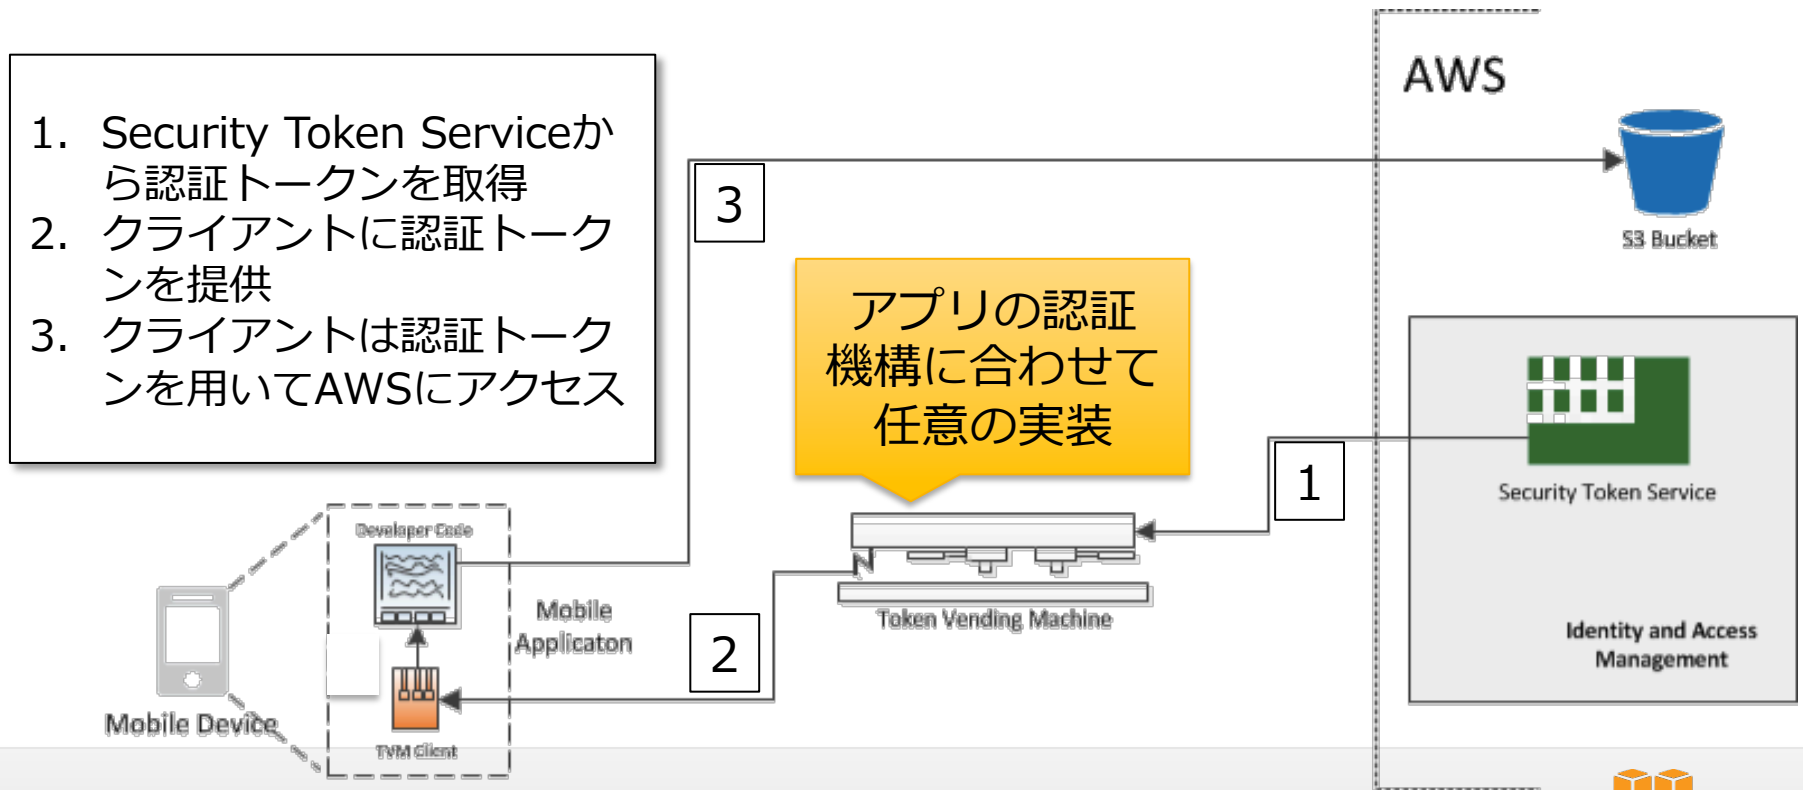 AWS
1. Security Token Serviceか
ら認証トークンを取得
2. クライアントに認証トーク
ンを提供
3. クライアントは認証トーク
ンを用いてAWSにアクセス
3
S3 Bucket
アプリの認証
機構に合わせて
任意の実装
1
Security Token Service
Developer Code
Mobile
Applicaton
Token Vending Machine
2
Identity and Access
Management
Mobile Device
TVM Client